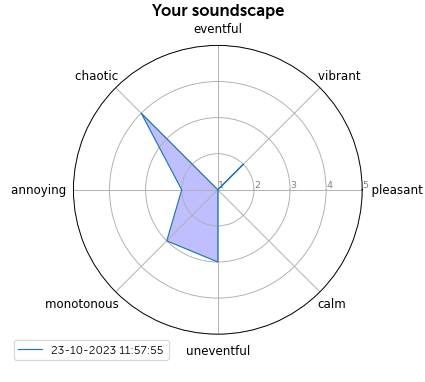 Your soundscape
eventful
chaotic
vibrant
annoying
1
2
3
4
5
pleasant
monotonous
calm
23-10-2023 11:57:55
uneventful